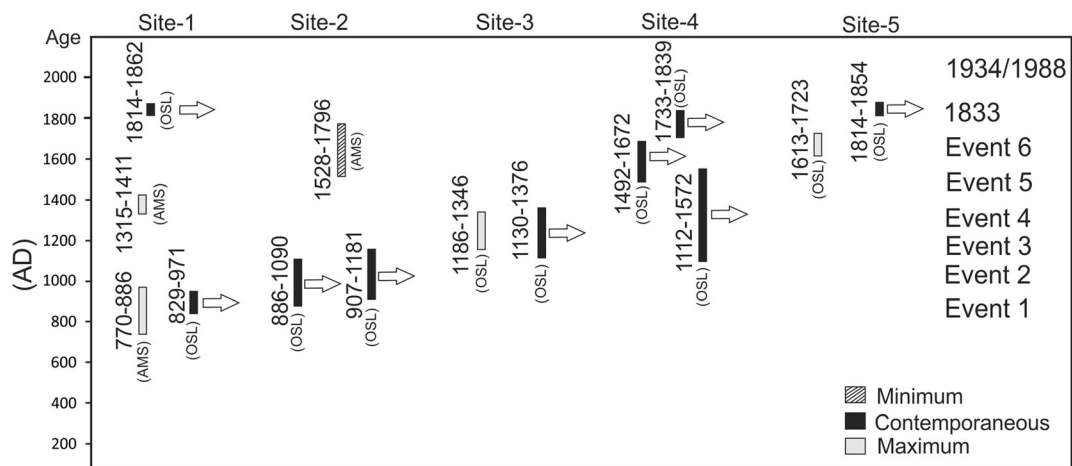 Site-1 Site-2 Site-3 Site-4 Site-5
Age
(AD)
2000
1800
1600
1400
1200
1000
800
600
400
200
1814-1862
(OSL)
1315-1411
(AMS)
770-886
(AMS)
829-971
(OSL)
1528-1796
(AMS)
886-1090
(OSL)
907-1181
(OSL)
1186-1346
(OSL)
1130-1376
(OSL)
1492-1672
(OSL)
1733-1839
(OSL)
1112-1572
(OSL)
1613-1723
(OSL)
1814-1854
(OSL)
1934/1988
1833
Event 6
Event 5
Event 4
Event 3
Event 2
Event 1
Minimum
Contemporaneous
Maximum